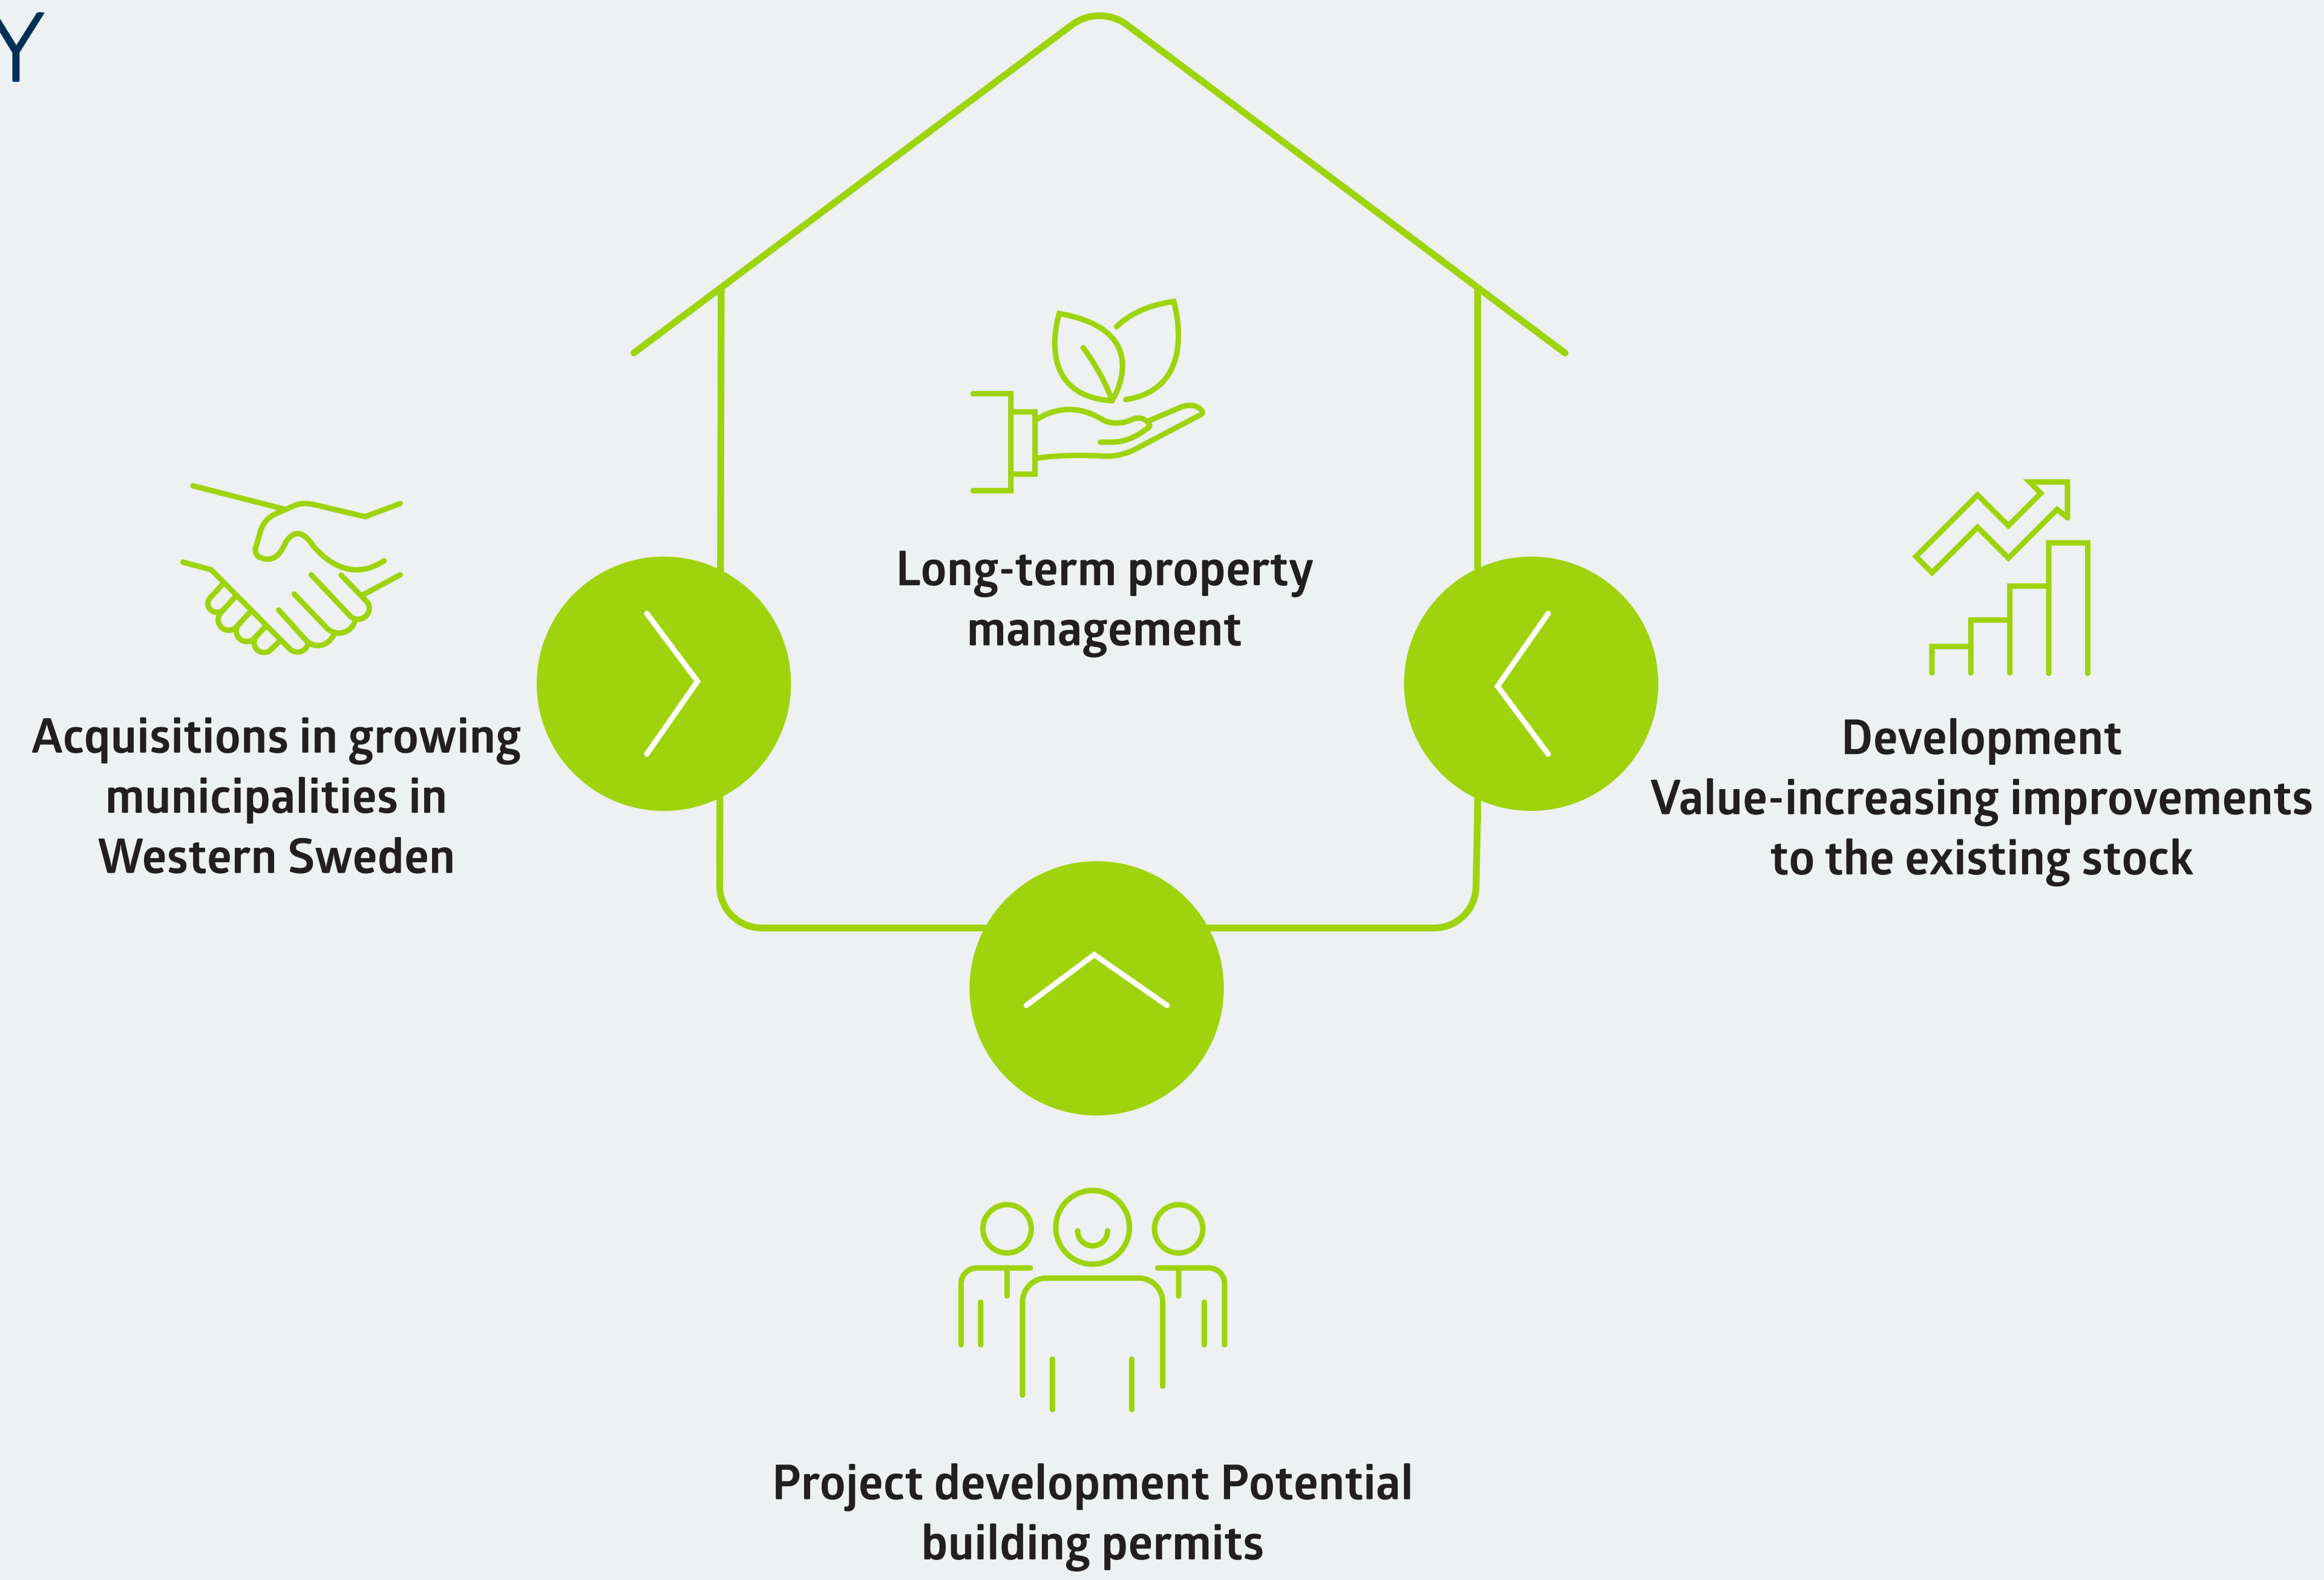 Y
Long-term property
management
Acquisitions in growing
municipalities in
Western Sweden
Development
Value-increasing improvements
to the existing stock
Project development Potential
building permits